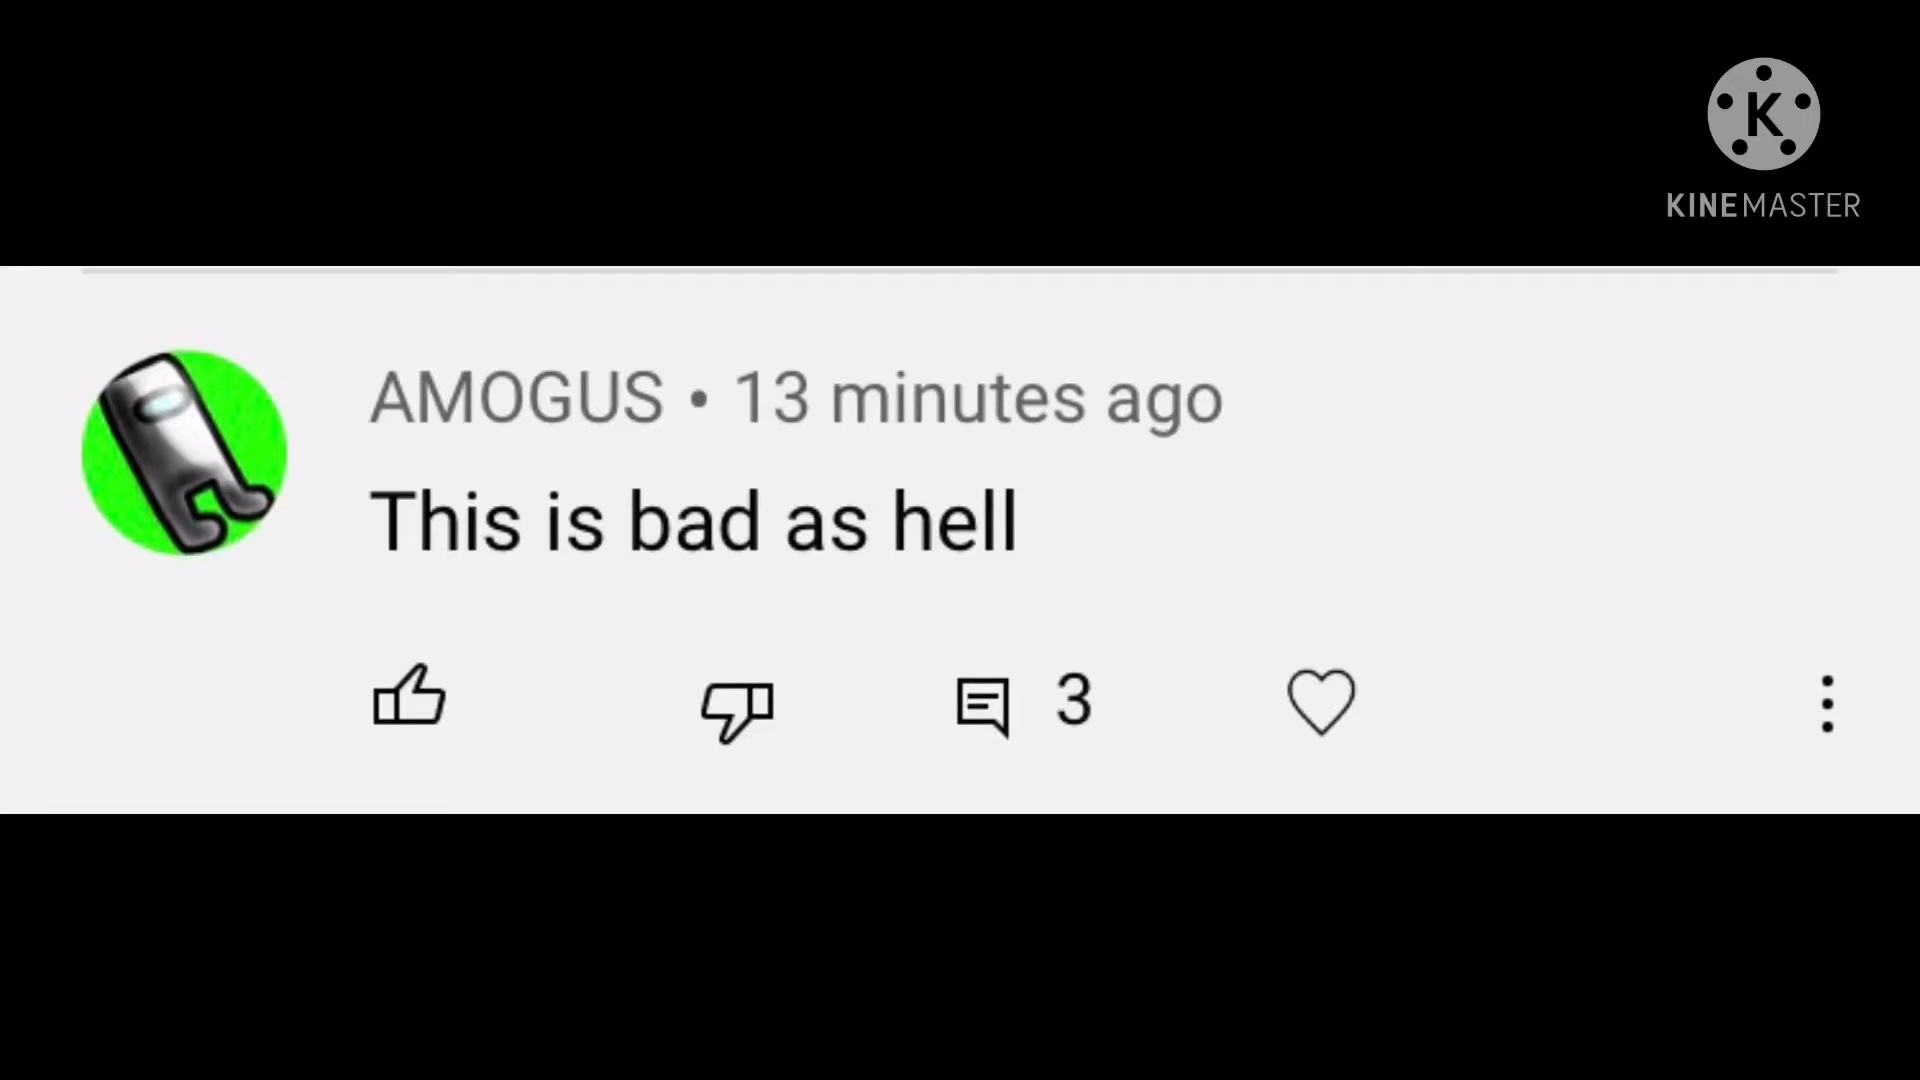 K
KINEMASTER
AMOGUS • 13 minutes ago
This is bad as hell
3